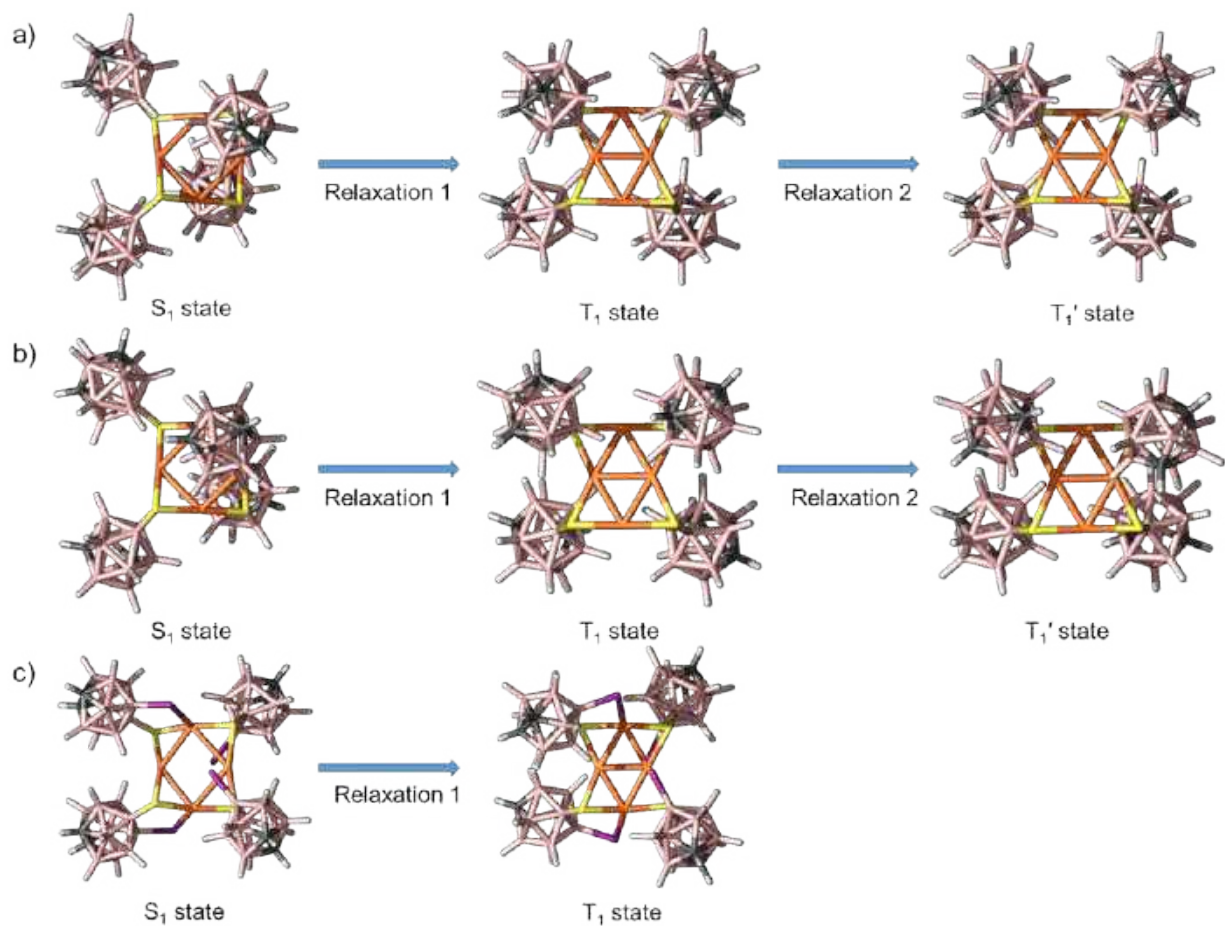 a)
Relaxation 1
Relaxation 2
S₁ state
T₁ state
T₁′ state
b)
Relaxation 1
Relaxation 2
S₁ state
T₁ state
T₁′ state
c)
Relaxation 1
S₁ state
T₁ state